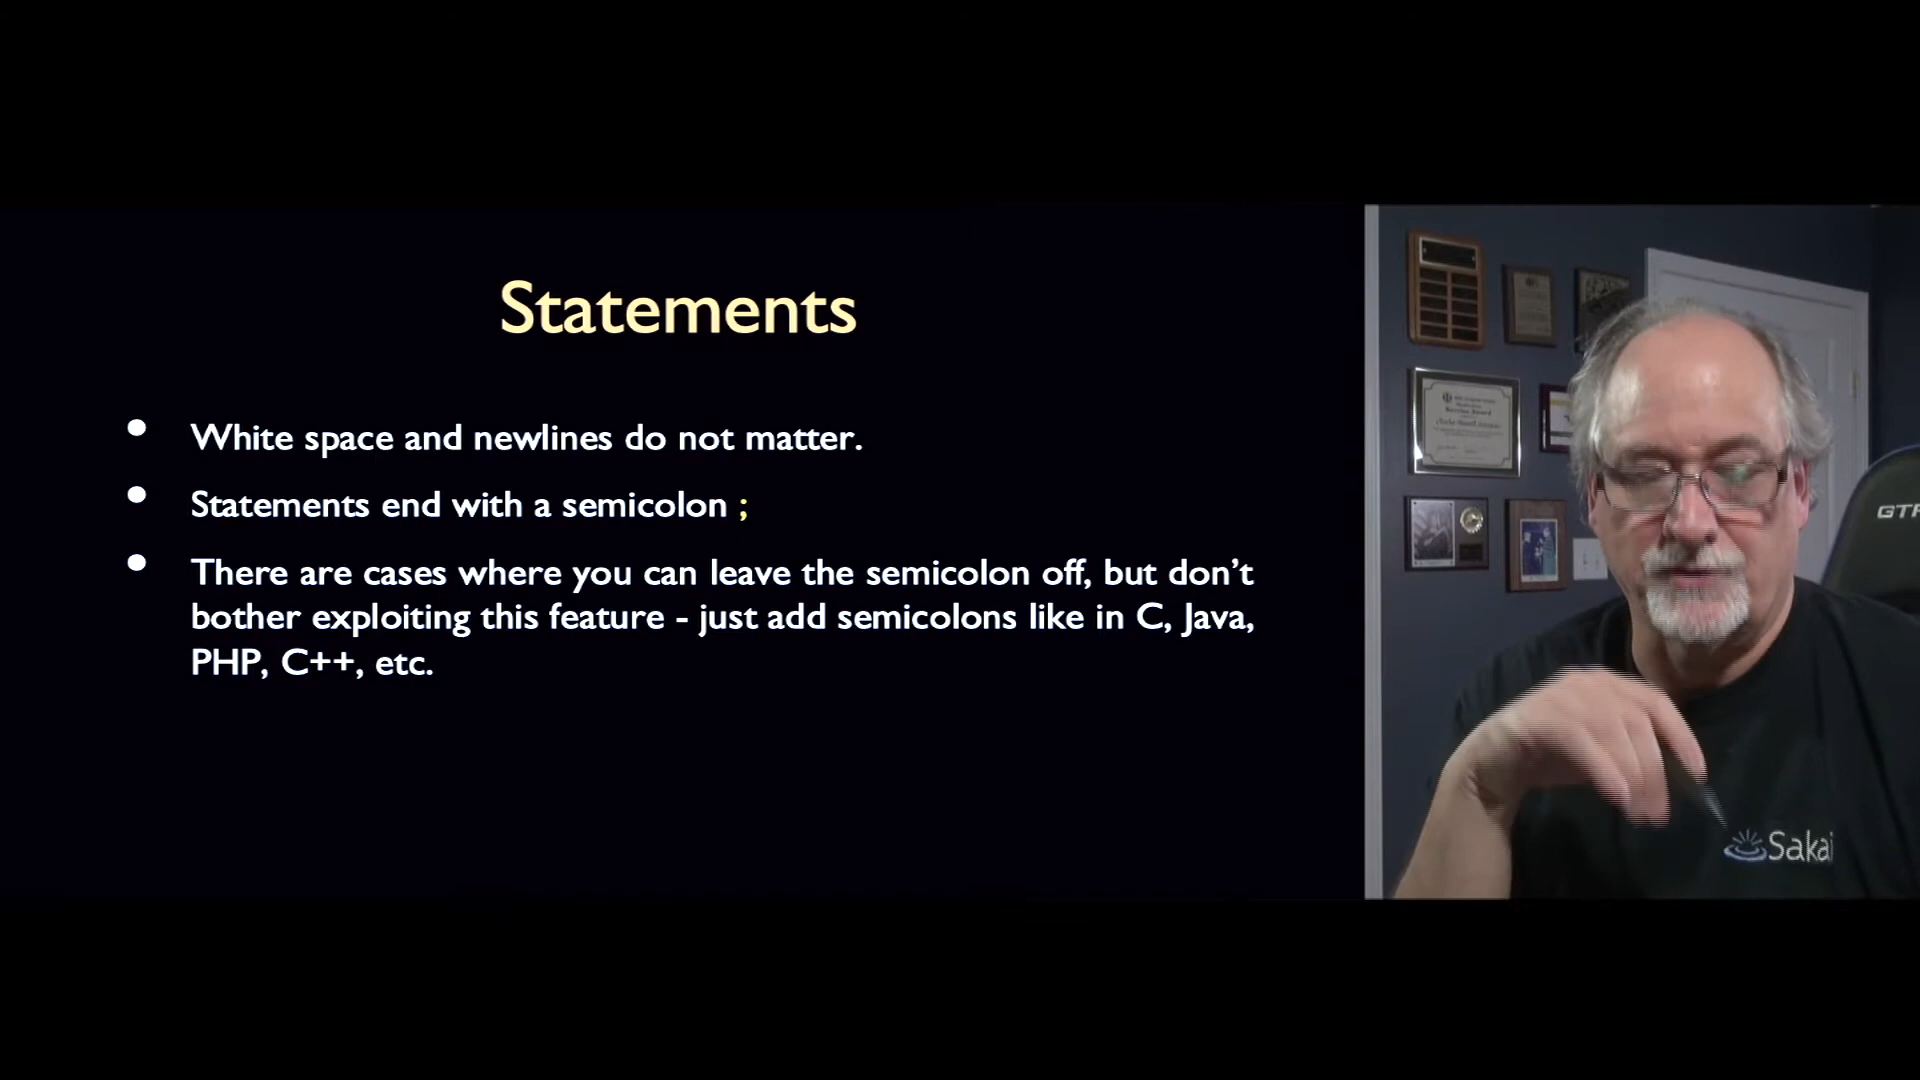 Statements
• White space and newlines do not matter.
• Statements end with a semicolon ;
• There are cases where you can leave the semicolon off, but don’t
bother exploiting this feature - just add semicolons like in C, Java,
PHP, C++, etc.
Service Award
GTR
Sakai